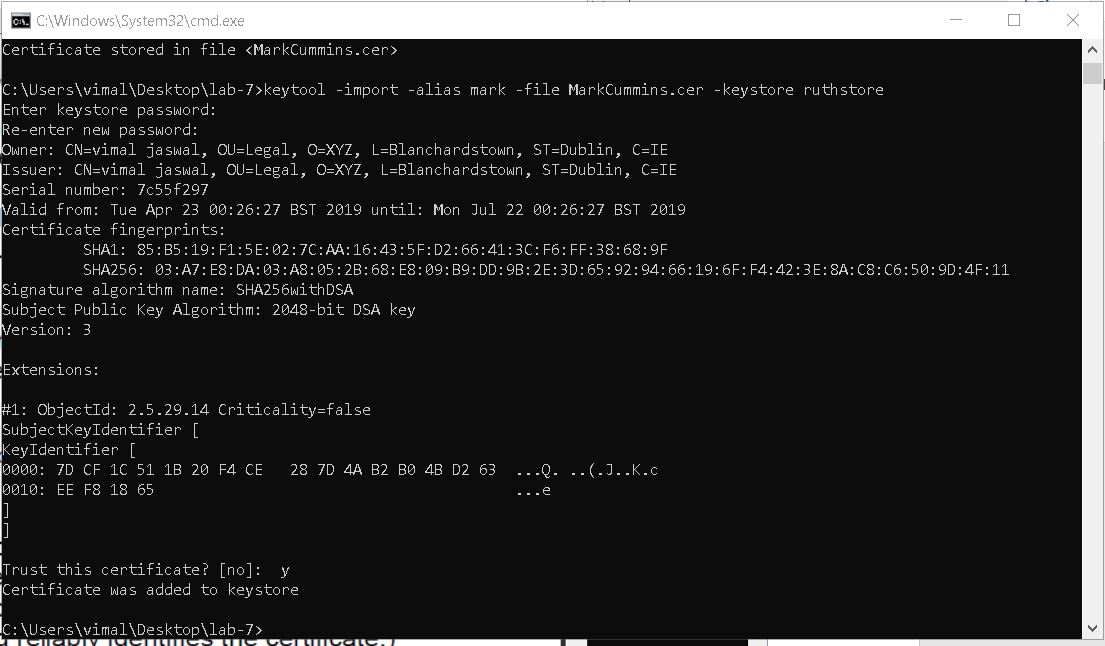 C:\Windows\System32\cmd.exe
Certificate stored in file <MarkCummins.cer>
C:\Users\vimal\Desktop\lab-7>keytool -import -alias mark -file MarkCummins.cer -keystore ruthstore
Enter keystore password:
Re-enter new password:
Owner: CN=vimal jaswal, OU=Legal, O=XYZ, L=Blanchardstown, ST=Dublin, C=IE
Issuer: CN=vimal jaswal, OU=Legal, O=XYZ, L=Blanchardstown, ST=Dublin, C=IE
Serial number: 7c55f297
Valid from: Tue Apr 23 00:26:27 BST 2019 until: Mon Jul 22 00:26:27 BST 2019
Certificate fingerprints:
SHA1: 85:B5:19:F1:5E:02:7C:AA:16:43:5F:D2:66:41:3C:F6:FF:38:68:9F
SHA256: 03:A7:E8:DA:03:A8:05:2B:68:E8:09:B9:DD:9B:2E:3D:65:92:94:66:19:6F:F4:42:3E:8A:C8:C6:50:9D:4F:11
Signature algorithm name: SHA256withDSA
Subject Public Key Algorithm: 2048-bit DSA key
Version: 3
Extensions:
#1: ObjectId: 2.5.29.14 Criticality=false
SubjectKeyIdentifier [
KeyIdentifier [
0000: 7D CF 1C 51 1B 20 F4 CE   28 7D 4A B2 B0 4B D2 63  ...Q. ..(.J..K.c
0010: EE F8 18 65                                        ...e
]
]
Trust this certificate? [no]:  y
Certificate was added to keystore
C:\Users\vimal\Desktop\lab-7>
reliably identifies the certificate.)